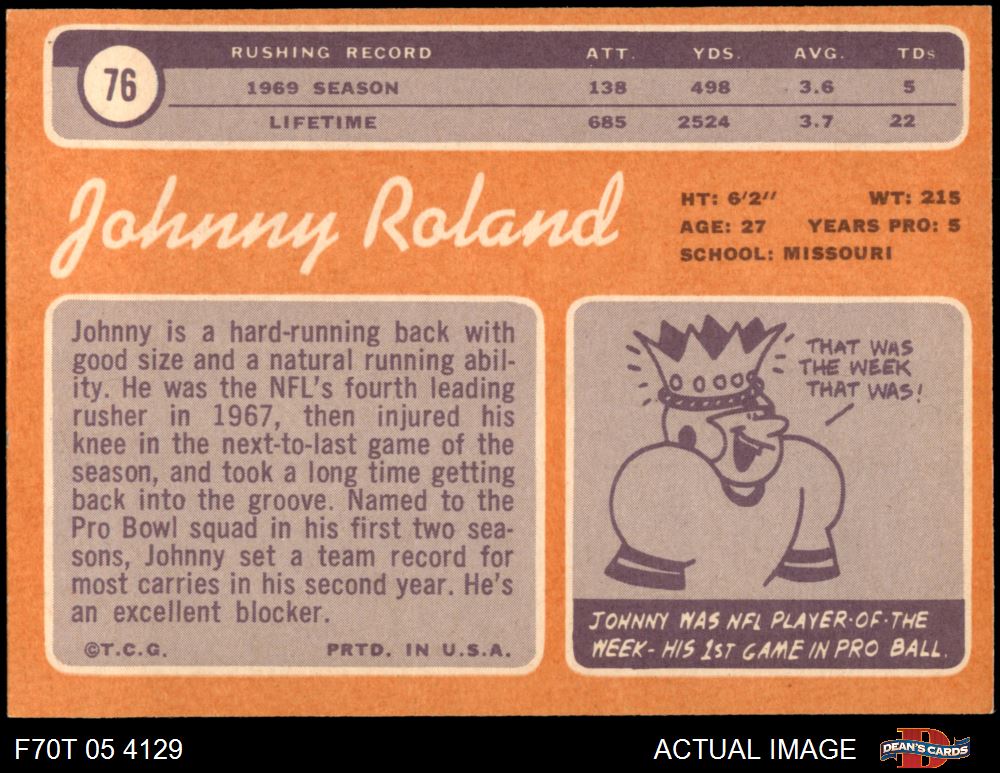 76
RUSHING RECORD ATT. YDS. AVG. TDs
1969 SEASON 138 498 3.6 5
LIFETIME 685 2524 3.7 22
Johnny Roland
HT: 6'2'' WT: 215
AGE: 27 YEARS PRO: 5
SCHOOL: MISSOURI
Johnny is a hard-running back with
good size and a natural running abil-
ity. He was the NFL's fourth leading
rusher in 1967, then injured his
knee in the next-to-last game of the
season, and took a long time getting
back into the groove. Named to the
Pro Bowl squad in his first two sea-
sons, Johnny set a team record for
most carries in his second year. He's
an excellent blocker.
©T.C.G. PRTD. IN U.S.A.
THAT WAS
THE WEEK
THAT WAS!
JOHNNY WAS NFL PLAYER-OF-THE
WEEK- HIS 1ST GAME IN PRO BALL.
F70T 05 4129
ACTUAL IMAGE
D
DEAN'S CARDS